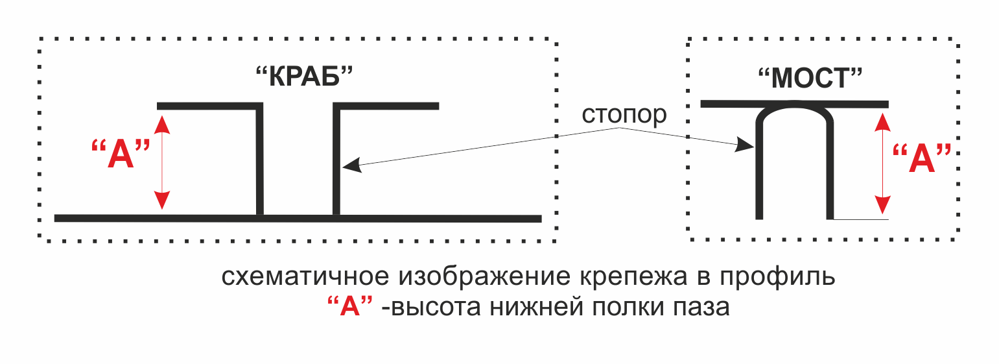 “КРАБ”
“МОСТ”
стопор
“А”
“А”
схематичное изображение крепежа в профиль
“А” -высота нижней полки паза